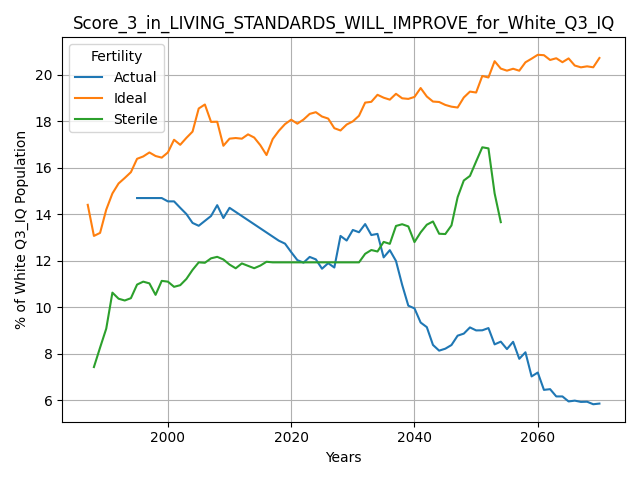 Score_3_in_LIVING_STANDARDS_WILL_IMPROVE_for_White_Q3_IQ
Fertility
Actual
Ideal
Sterile
% of White Q3_IQ Population
20
18
16
14
12
10
8
6
2000
2020
2040
2060
Years